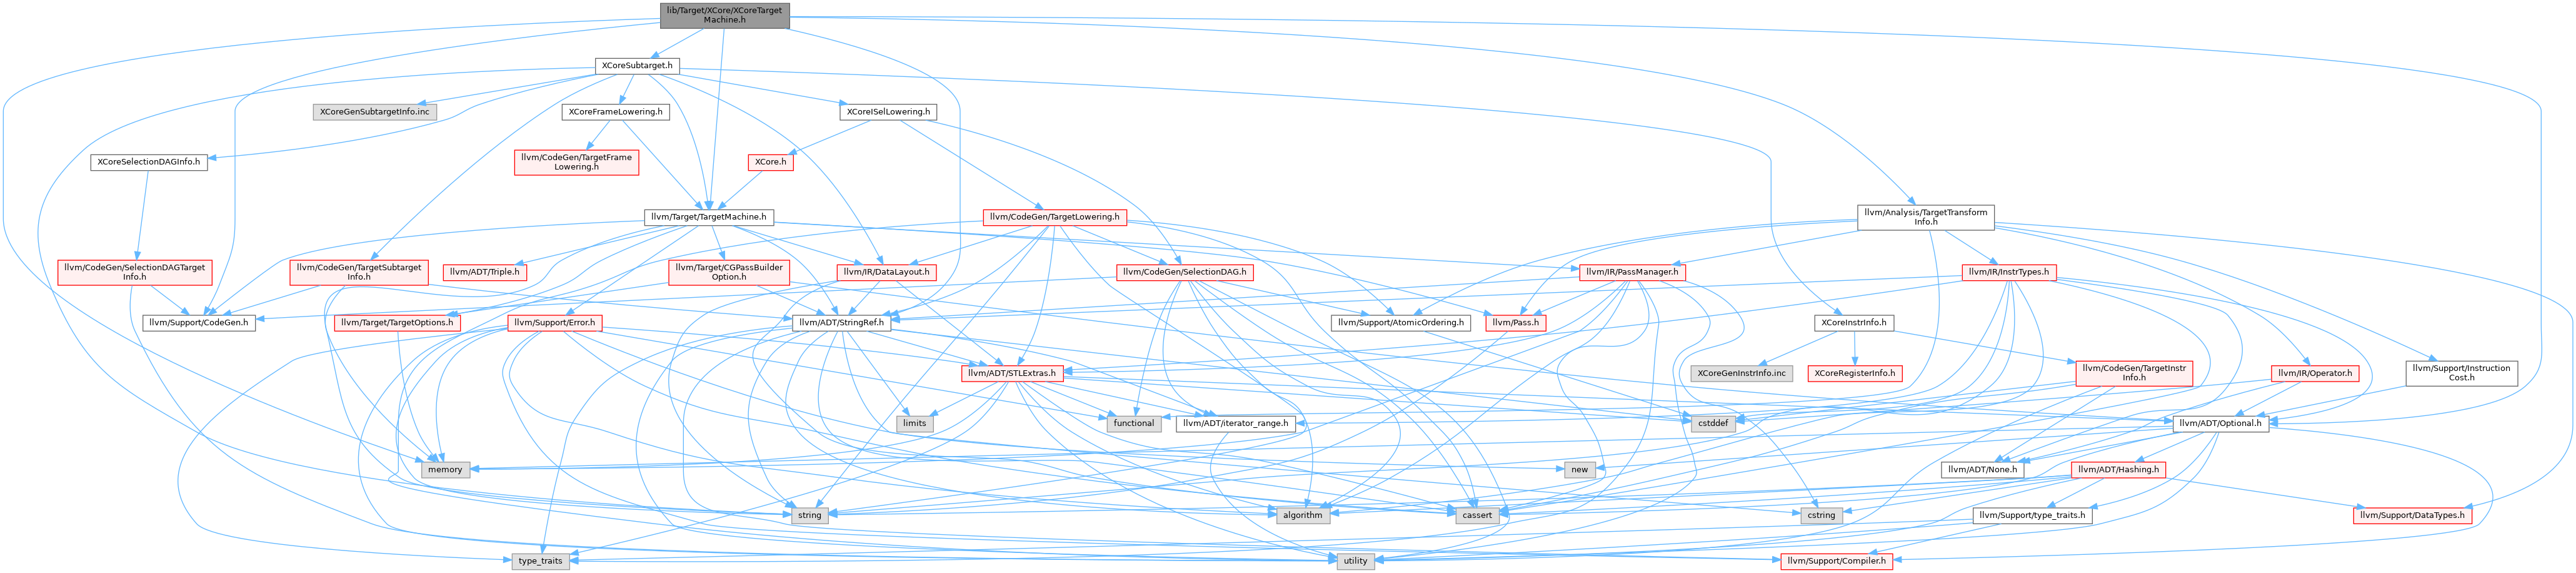 lib/Target/XCore/XCoreTarget
Machine.h
XCoreSubtarget.h
XCoreGenSubtargetInfo.inc
XCoreFrameLowering.h
XCoreISelLowering.h
XCoreSelectionDAGInfo.h
llvm/CodeGen/TargetFrame
Lowering.h
XCore.h
llvm/Target/TargetMachine.h
llvm/CodeGen/TargetLowering.h
llvm/Analysis/TargetTransform
Info.h
llvm/CodeGen/SelectionDAGTarget
Info.h
llvm/CodeGen/TargetSubtarget
Info.h
llvm/ADT/Triple.h
llvm/Target/CGPassBuilder
Option.h
llvm/IR/DataLayout.h
llvm/CodeGen/SelectionDAG.h
llvm/IR/PassManager.h
llvm/IR/InstrTypes.h
llvm/Support/CodeGen.h
llvm/Target/TargetOptions.h
llvm/Support/Error.h
llvm/ADT/StringRef.h
llvm/Support/AtomicOrdering.h
llvm/Pass.h
XCoreInstrInfo.h
llvm/ADT/STLExtras.h
XCoreGenInstrInfo.inc
XCoreRegisterInfo.h
llvm/CodeGen/TargetInstr
Info.h
llvm/IR/Operator.h
llvm/Support/Instruction
Cost.h
limits
functional
llvm/ADT/iterator_range.h
cstddef
llvm/ADT/Optional.h
memory
new
llvm/ADT/None.h
llvm/ADT/Hashing.h
string
algorithm
cassert
cstring
llvm/Support/type_traits.h
llvm/Support/DataTypes.h
type_traits
utility
llvm/Support/Compiler.h